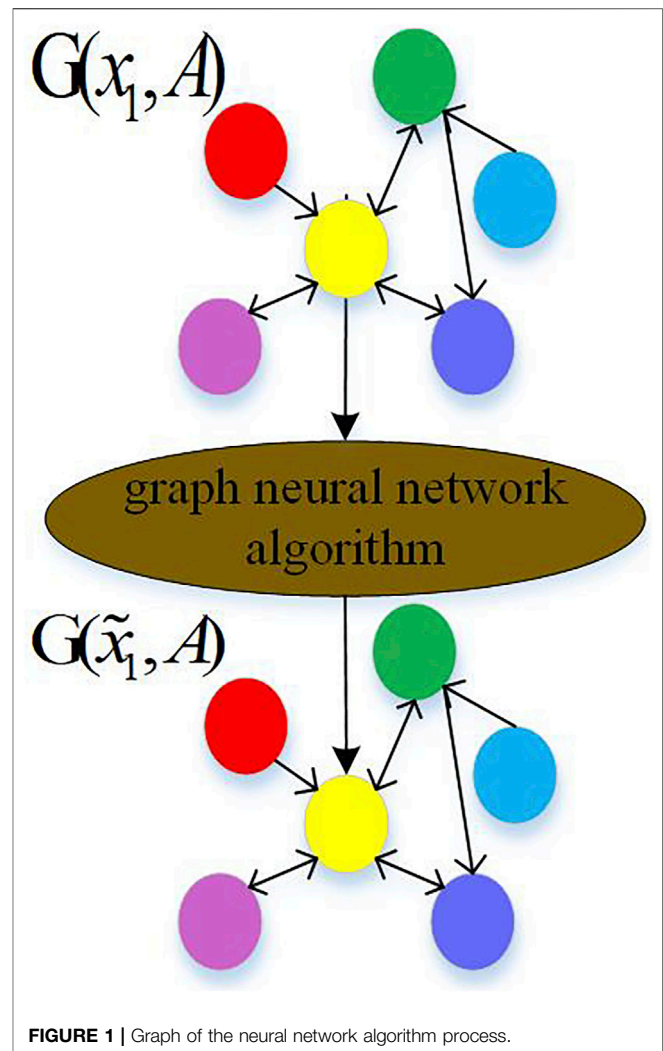 G(x₁, A)
graph neural network
algorithm
G(x̃₁, A)
FIGURE 1 | Graph of the neural network algorithm process.